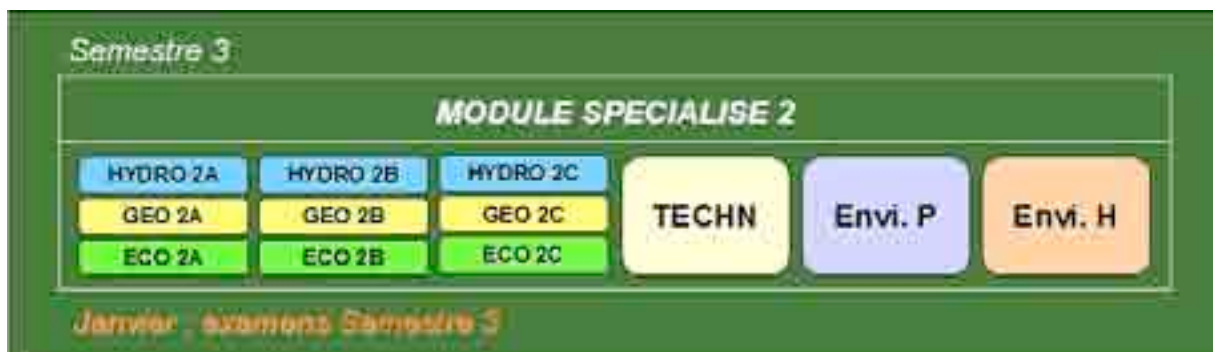 Semestre 3
MODULE SPECIALISE 2
HYDRO 2A HYDRO 2B HYDRO 2C
GEO 2A GEO 2B GEO 2C TECHN Envi. P Envi. H
ECO 2A ECO 2B ECO 2C
Janvier : examens Semestre 3